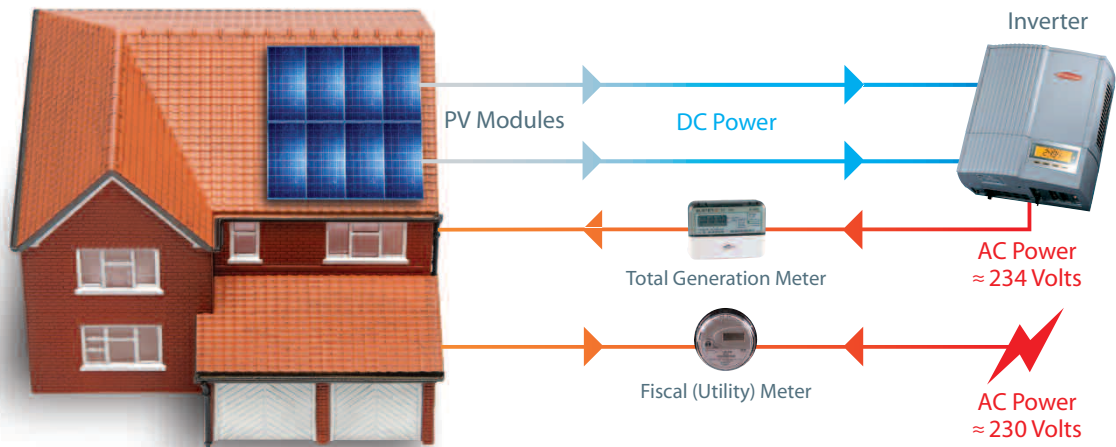 Inverter
PV Modules
DC Power
Total Generation Meter
AC Power
≈ 234 Volts
Fiscal (Utility) Meter
AC Power
≈ 230 Volts